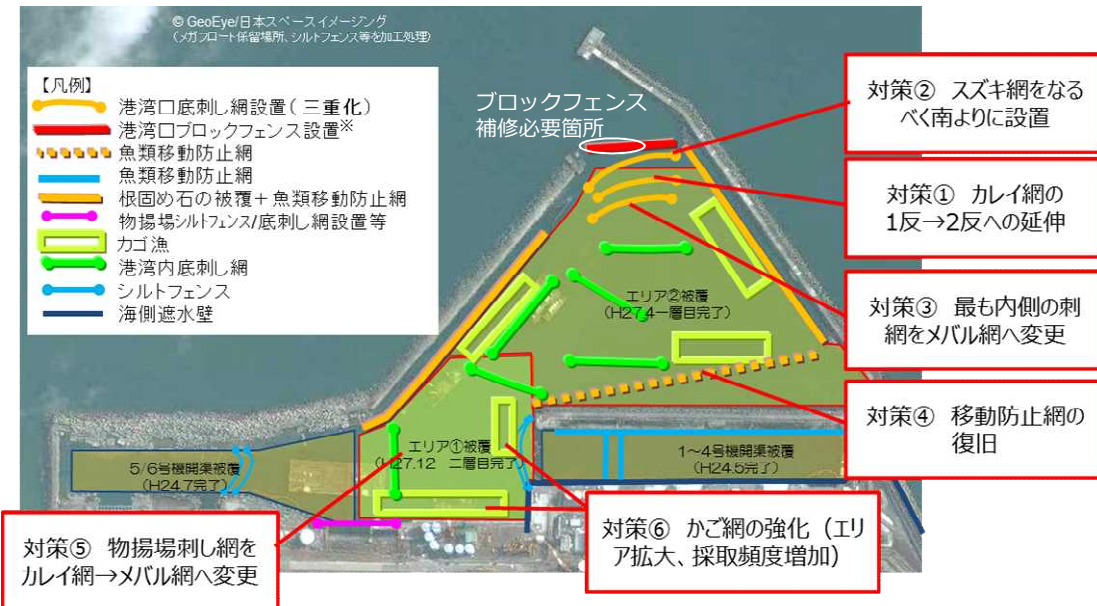 © GeoEye/日本スペースイメージング
（メガフロート係留場所、シルトフェンス等を加工処理）
【凡例】
港湾口底刺し網設置（三重化）
港湾口ブロックフェンス設置※
魚類移動防止網
魚類移動防止網
根固め石の被覆＋魚類移動防止網
物揚場シルトフェンス/底刺し網設置等
カゴ漁
港湾内底刺し網
シルトフェンス
海側遮水壁
ブロックフェンス
補修必要箇所
対策② スズキ網をなる
べく南よりに設置
対策① カレイ網の
1反→2反への延伸
対策③ 最も内側の刺
網をメバル網へ変更
対策④ 移動防止網の
復旧
エリア②被覆
（H27.4一層目完了）
エリア①被覆
（H27.12 二層目完了）
1～4号機開渠被覆
（H24.5完了）
5/6号機開渠被覆
（H24.7完了）
対策⑤ 物揚場刺し網を
カレイ網→メバル網へ変更
対策⑥ かご網の強化（エリ
ア拡大、採取頻度増加）